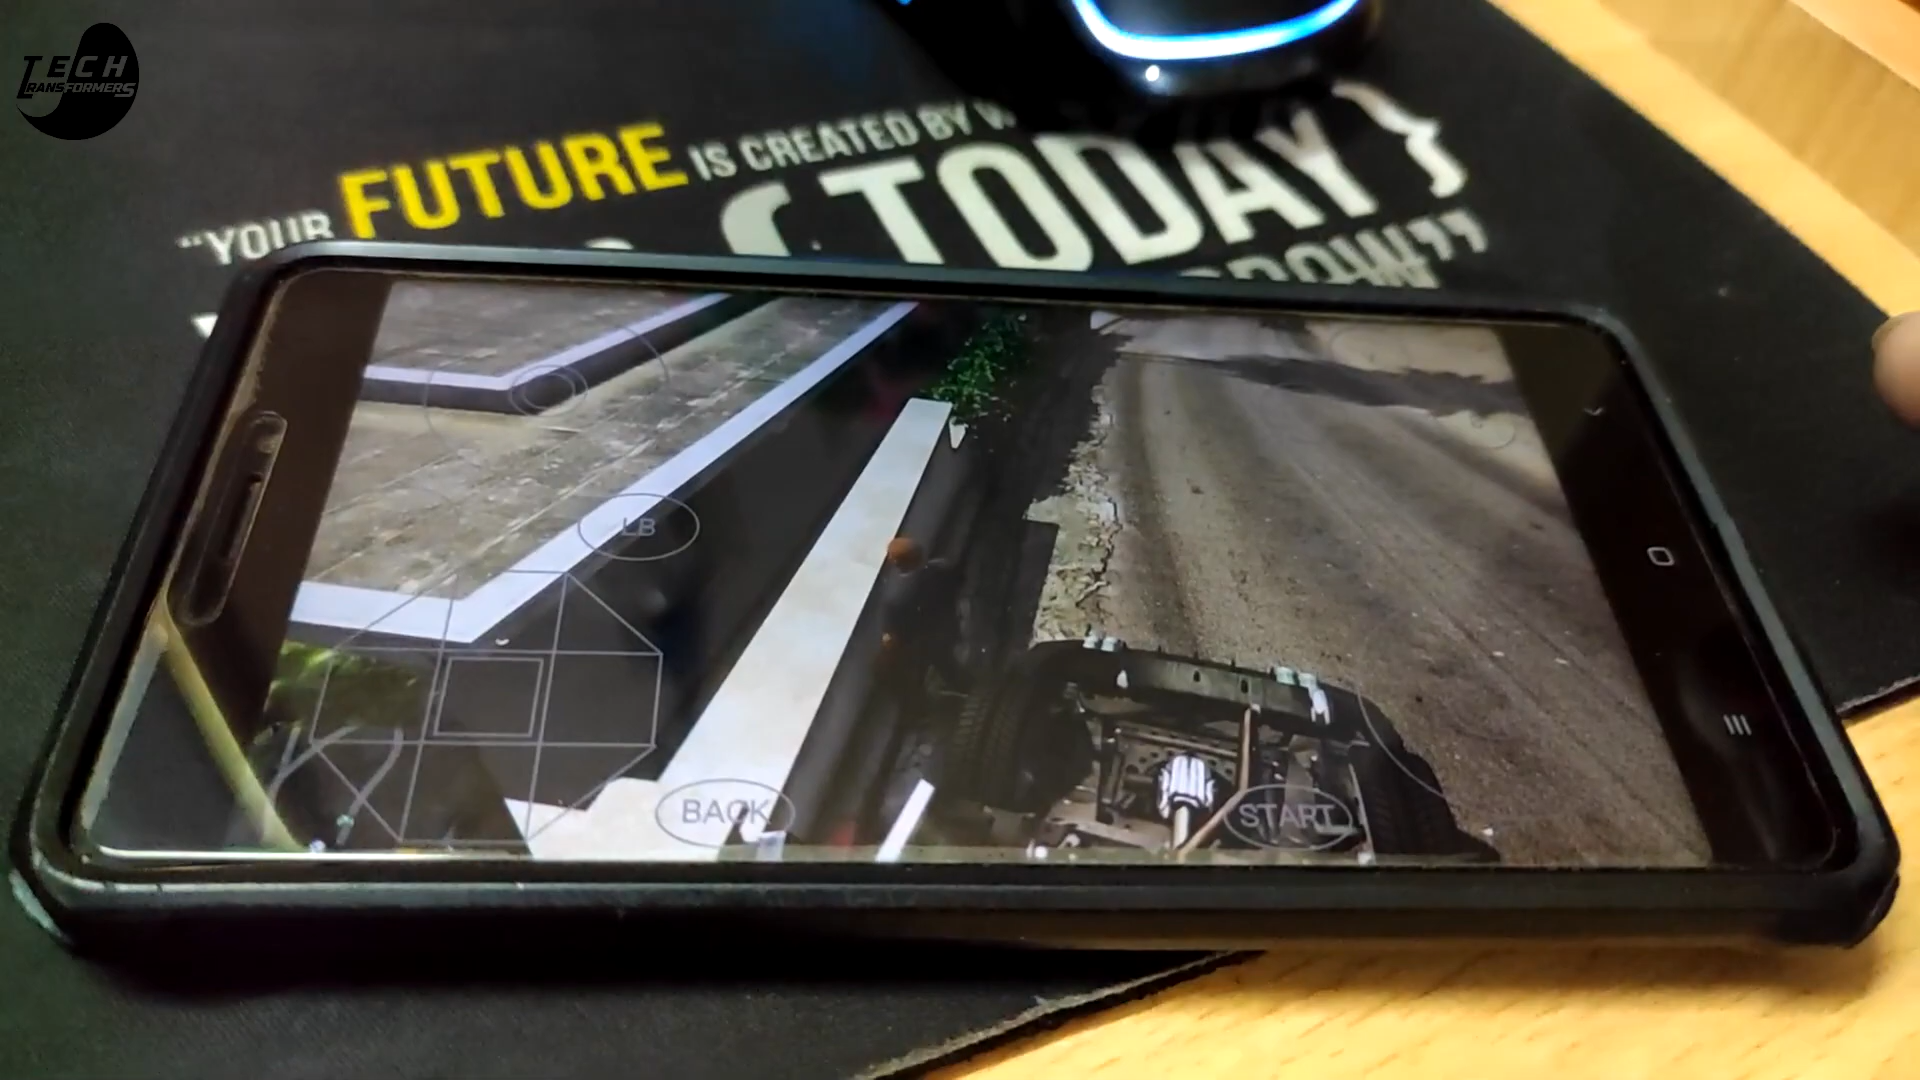 TECH
TRANSFORMERS
"YOUR FUTURE IS CREATED BY
{ TODAY }
LB
BACK
START